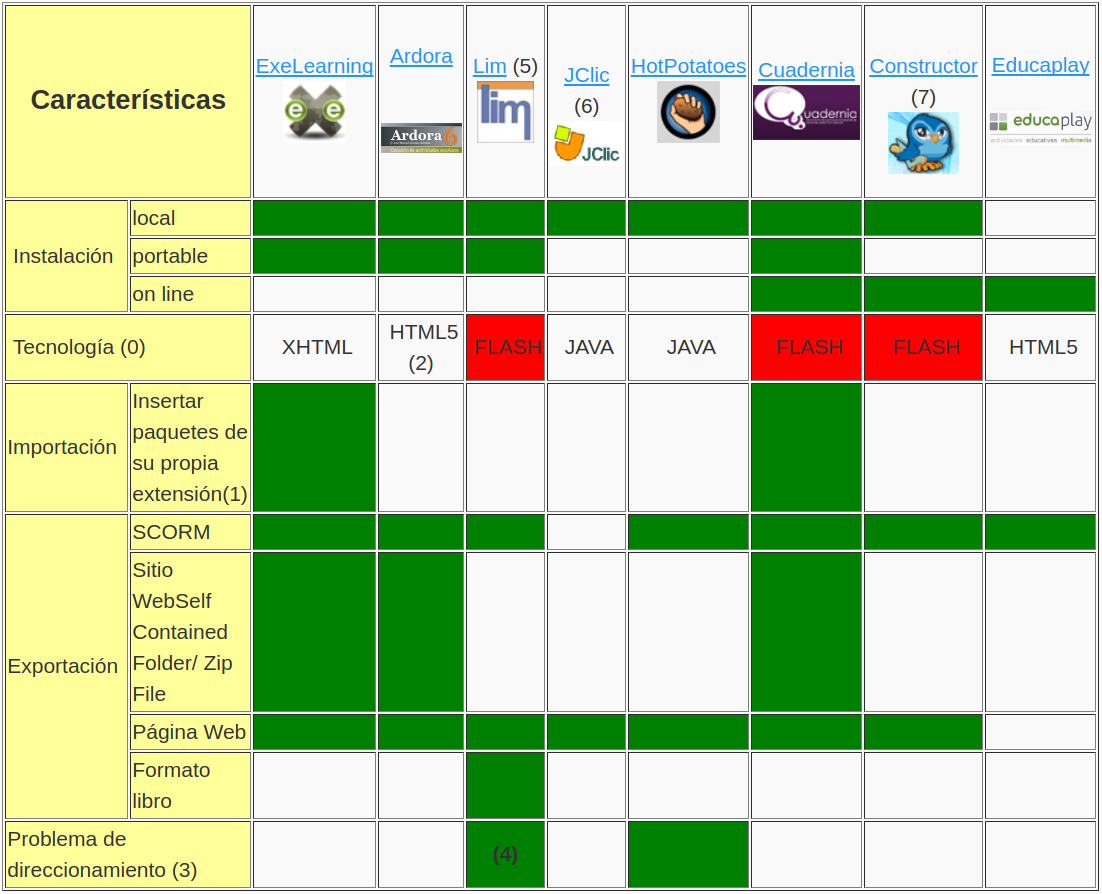 Características
ExeLearning
e e
Ardora
Ardora 6
Lim (5)
lim
JClic
(6)
JClic
HotPotatoes
Cuadernia
Cuadernia
Constructor
(7)
Educaplay
educaplay
actividades educativas multimedia
Instalación
local
portable
on line
Tecnología (0)
XHTML
HTML5
(2)
FLASH
JAVA
JAVA
FLASH
FLASH
HTML5
Importación
Insertar
paquetes de
su propia
extensión(1)
Exportación
SCORM
Sitio
WebSelf
Contained
Folder/ Zip
File
Página Web
Formato
libro
Problema de
direccionamiento (3)
(4)